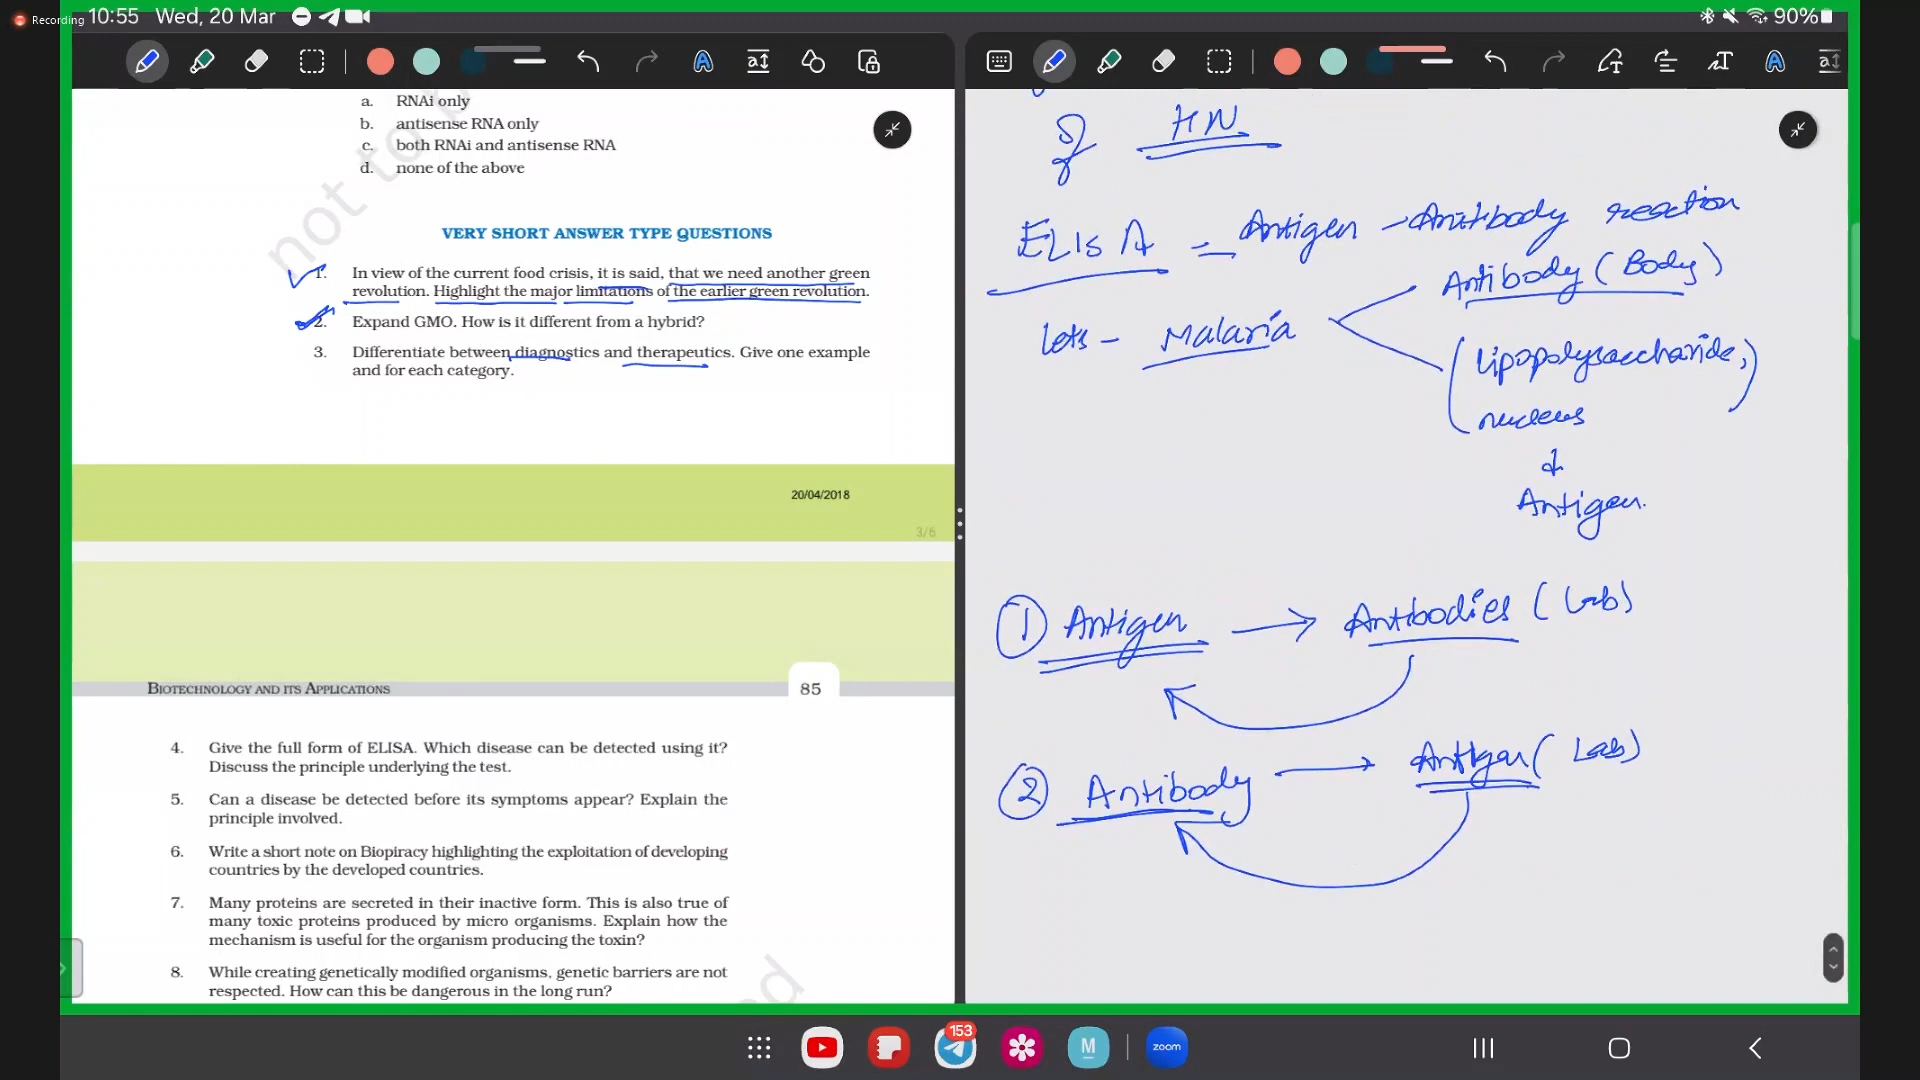 Recording
10:55 Wed, 20 Mar
90%
a. RNAi only
b. antisense RNA only
c. both RNAi and antisense RNA
d. none of the above
VERY SHORT ANSWER TYPE QUESTIONS
1. In view of the current food crisis, it is said, that we need another green
revolution. Highlight the major limitations of the earlier green revolution.
2. Expand GMO. How is it different from a hybrid?
3. Differentiate between diagnostics and therapeutics. Give one example
and for each category.
20/04/2018
3/6
BIOTECHNOLOGY AND ITS APPLICATIONS
85
4. Give the full form of ELISA. Which disease can be detected using it?
Discuss the principle underlying the test.
5. Can a disease be detected before its symptoms appear? Explain the
principle involved.
6. Write a short note on Biopiracy highlighting the exploitation of developing
countries by the developed countries.
7. Many proteins are secreted in their inactive form. This is also true of
many toxic proteins produced by micro organisms. Explain how the
mechanism is useful for the organism producing the toxin?
8. While creating genetically modified organisms, genetic barriers are not
respected. How can this be dangerous in the long run?
not to b
of HN
ELISA = Antigen - Antibody reaction
Antibody (Body)
lets - Malaria
(lipopolysaccharide,)
nucleus
Antigen.
① Antigen → Antibodies (Lab)
② Antibody → Antigen (Lab)
153
M
zoom